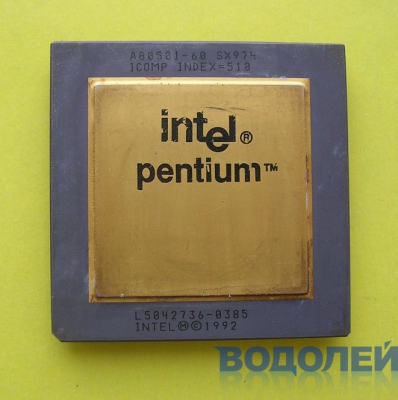 A80501-60 SX974
ICOMP INDEX=510
intel®
pentium™
L5042736-0385
INTEL Ⓜ©1992
ВОДОЛЕЙ